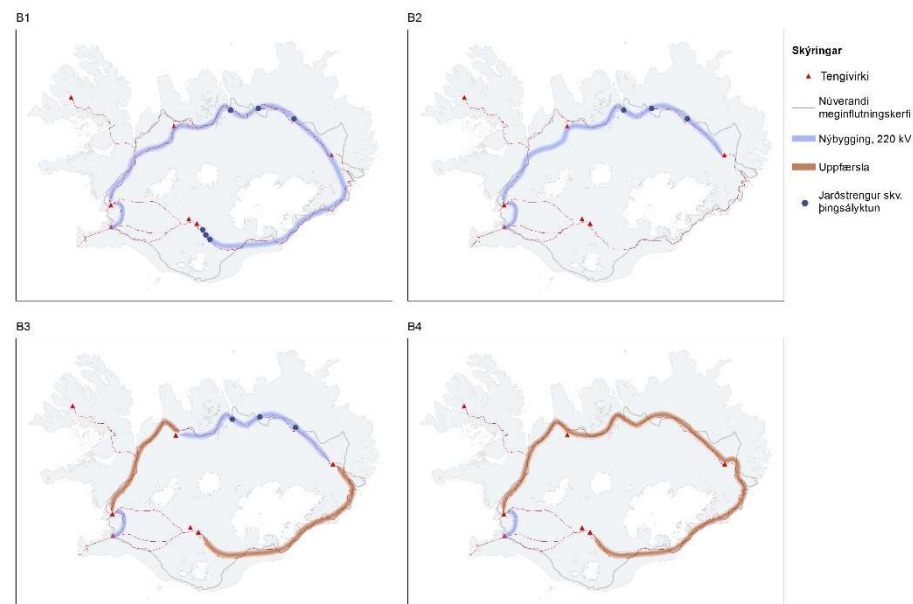 B1
B2
Skýringar
Tengivirki
Núverandi
meginflutningskerfi
Nýbygging, 220 kV
Uppfærsla
Jarðstrengur skv.
þingsályktun
B3
B4